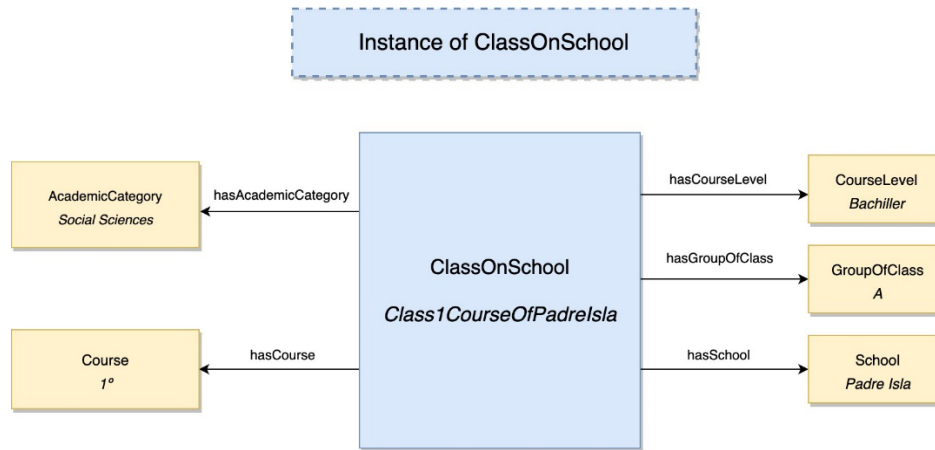 Instance of ClassOnSchool
AcademicCategory
Social Sciences
hasAcademicCategory
Course
1º
hasCourse
ClassOnSchool
Class1CourseOfPadreIsla
hasCourseLevel
CourseLevel
Bachiller
hasGroupOfClass
GroupOfClass
A
hasSchool
School
Padre Isla